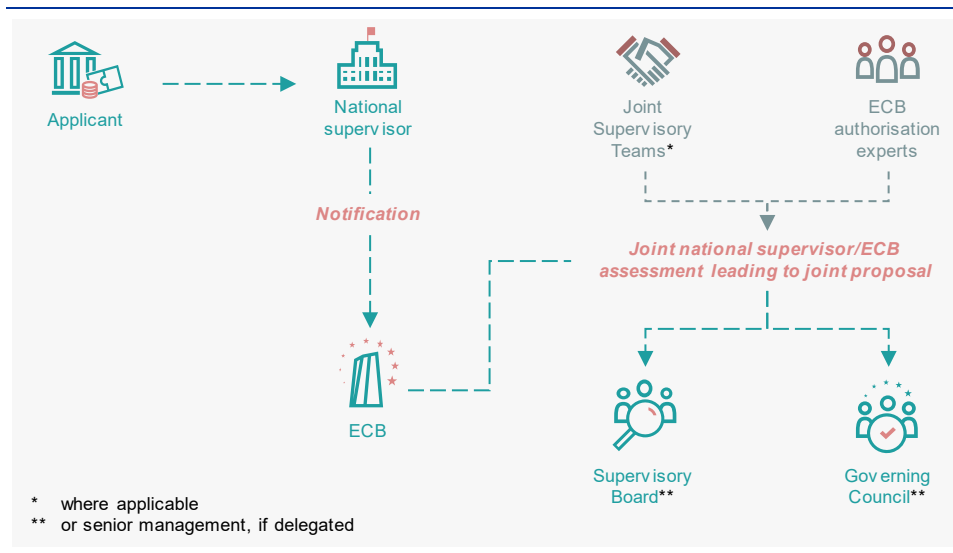 Applicant
National
supervisor
Joint
Supervisory
Teams*
ECB
authorisation
experts
Notification
Joint national supervisor/ECB
assessment leading to joint proposal
ECB
Supervisory
Board**
Governing
Council**
* where applicable
** or senior management, if delegated